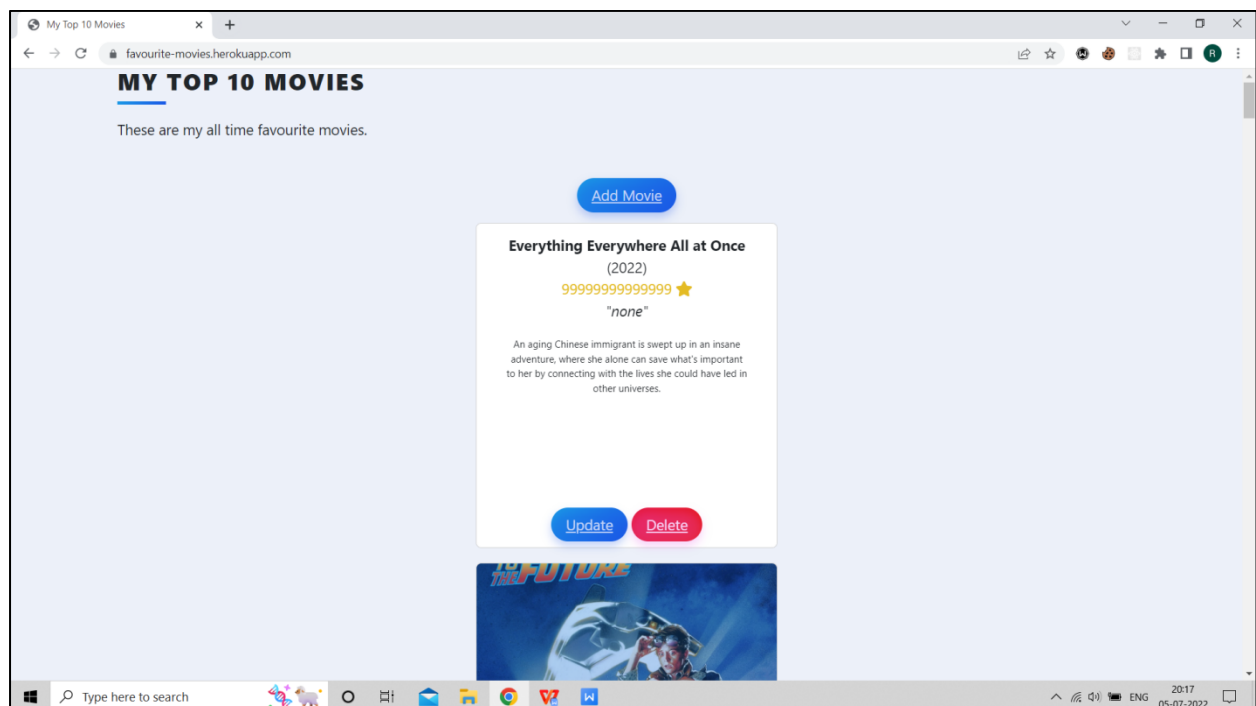 My Top 10 Movies
favourite-movies.herokuapp.com
R
MY TOP 10 MOVIES
These are my all time favourite movies.
Add Movie
Everything Everywhere All at Once
(2022)
99999999999999
"none"
An aging Chinese immigrant is swept up in an insane
adventure, where she alone can save what's important
to her by connecting with the lives she could have led in
other universes.
Update Delete
TO
THE FUTURE
Type here to search
ENG
20:17
05-07-2022